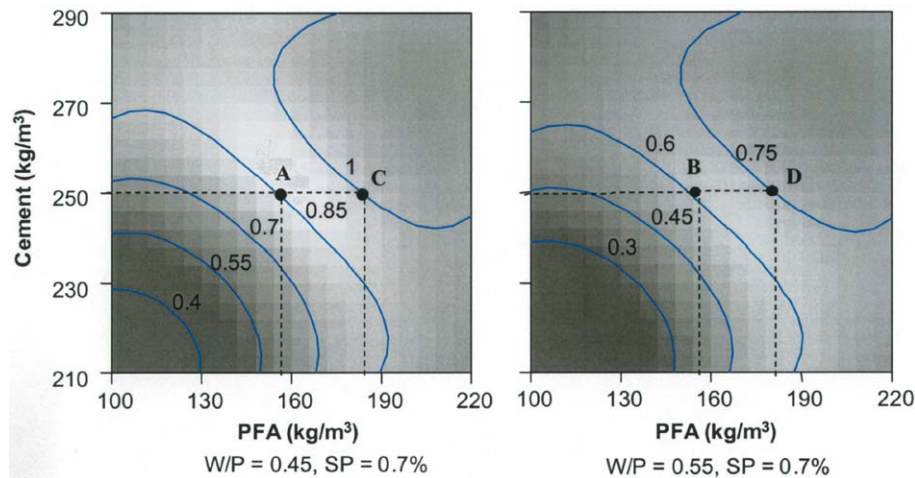 290
270
250
230
210
Cement (kg/m³)
A
C
1
0.85
0.7
0.55
0.4
100 130 160 190 220
PFA (kg/m³)
W/P = 0.45, SP = 0.7%
0.6
0.75
B
D
0.45
0.3
100 130 160 190 220
PFA (kg/m³)
W/P = 0.55, SP = 0.7%